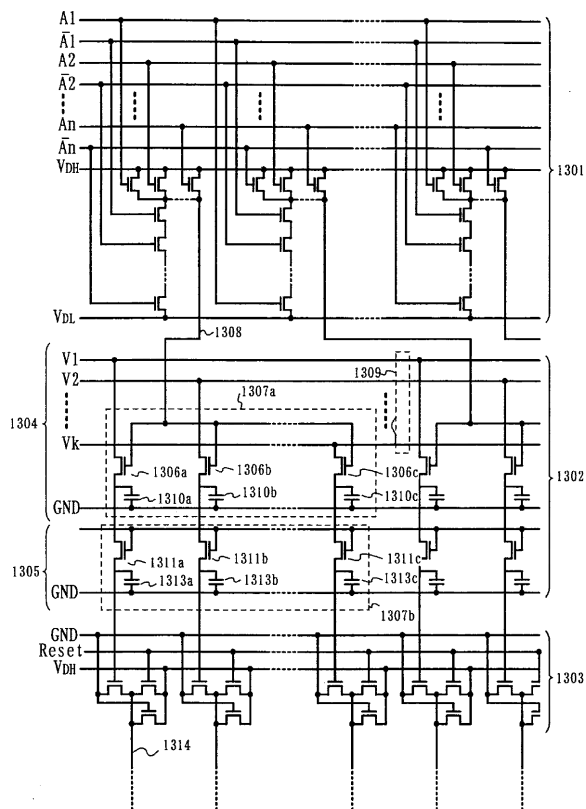 A1
Ā1
A2
Ā2
An
Ān
VDH
1301
VDL
1308
V1
1309
V2
1307a
1304
Vk
1302
1306a
1306b
1306c
1310a
1310b
1310c
GND
1311a
1311b
1311c
1305
1313a
1313b
1313c
GND
1307b
GND
Reset
VDH
1303
1314